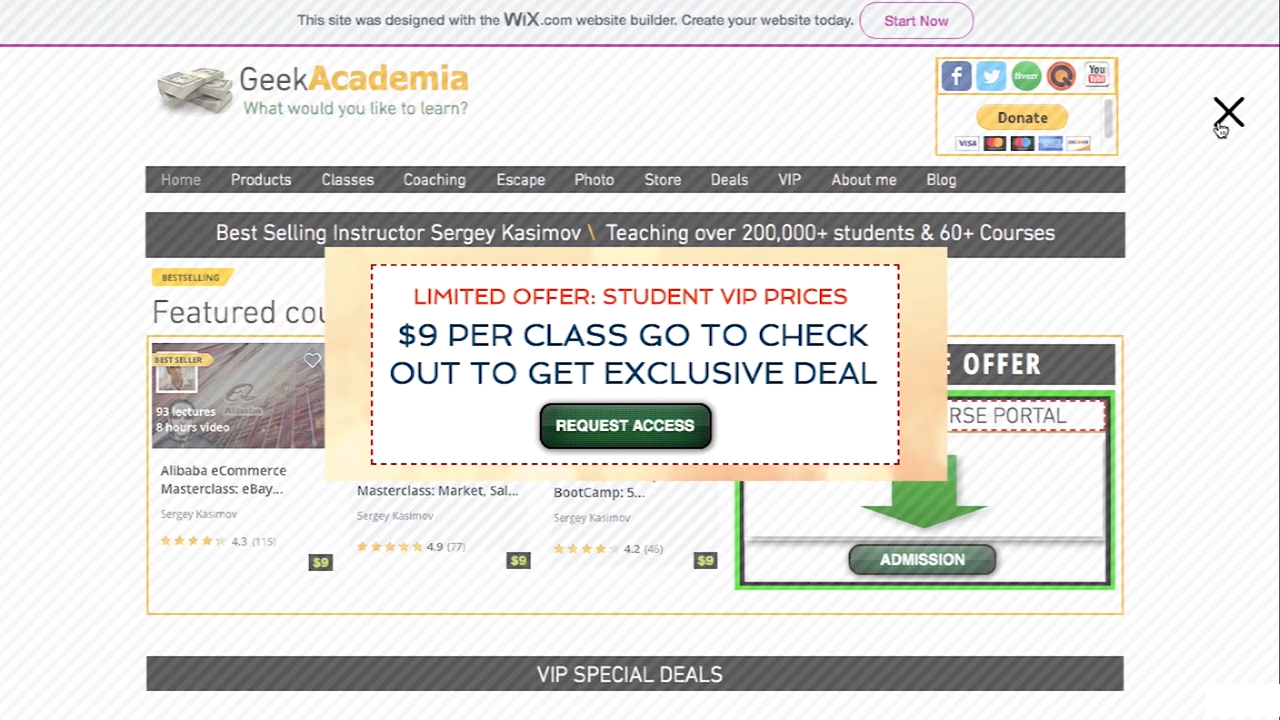 This site was designed with the WiX.com website builder. Create your website today.
Start Now
GeekAcademia
What would you like to learn?
fiverr
You
Tube
Donate
VISA
Home Products Classes Coaching Escape Photo Store Deals VIP About me Blog
Best Selling Instructor Sergey Kasimov \ Teaching over 200,000+ students & 60+ Courses
BESTSELLING
Featured cou
LIMITED OFFER: STUDENT VIP PRICES
$9 PER CLASS GO TO CHECK
OUT TO GET EXCLUSIVE DEAL
REQUEST ACCESS
BEST SELLER
93 lectures
8 hours video
Alibaba eCommerce
Masterclass: eBay...
Sergey Kasimov
4.3 (115)
$9
Masterclass: Market, Sal...
Sergey Kasimov
4.9 (77)
$9
BootCamp: 5...
Sergey Kasimov
4.2 (46)
$9
E OFFER
RSE PORTAL
ADMISSION
VIP SPECIAL DEALS